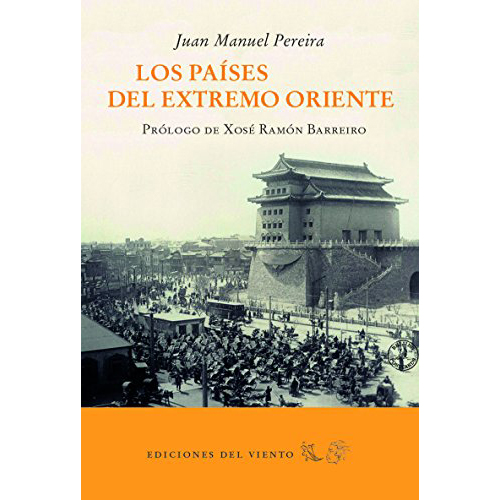 Juan Manuel Pereira
LOS PAÍSES
DEL EXTREMO ORIENTE
PRÓLOGO DE XOSÉ RAMÓN BARREIRO
EDICIONES DEL VIENTO